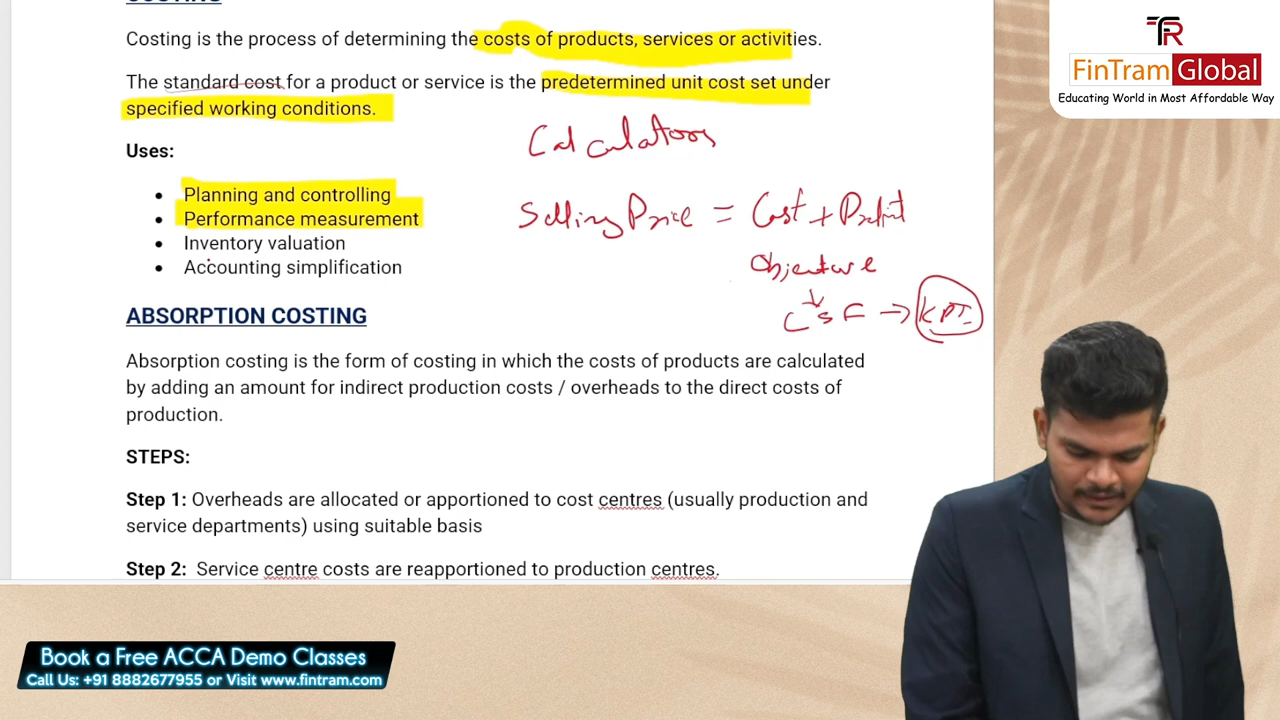 COSTING
Costing is the process of determining the costs of products, services or activities.
The standard cost for a product or service is the predetermined unit cost set under
specified working conditions.
Calculations
Uses:
• Planning and controlling
• Performance measurement
• Inventory valuation
• Accounting simplification
Selling Price = Cost + Profit
Objective
CSF → KPI
ABSORPTION COSTING
Absorption costing is the form of costing in which the costs of products are calculated
by adding an amount for indirect production costs / overheads to the direct costs of
production.
STEPS:
Step 1: Overheads are allocated or apportioned to cost centres (usually production and
service departments) using suitable basis
Step 2: Service centre costs are reapportioned to production centres.
FinTram Global
Educating World in Most Affordable Way
Book a Free ACCA Demo Classes
Call Us: +91 8882677955 or Visit www.fintram.com